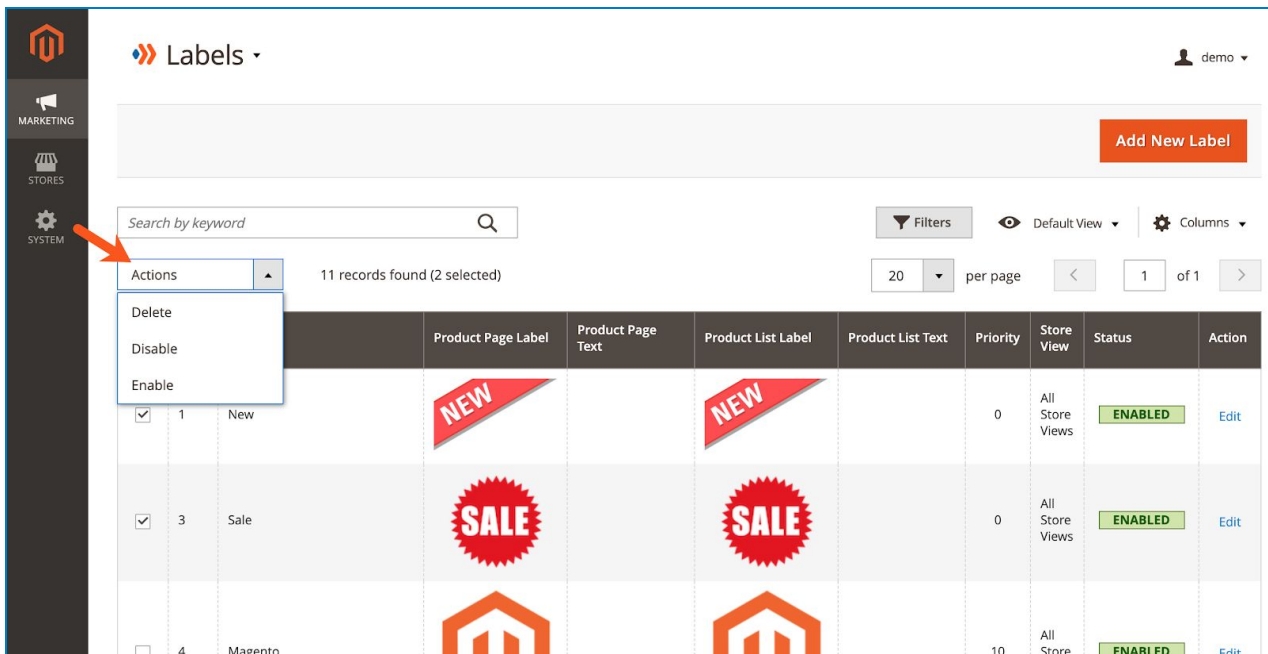 Labels
demo
MARKETING
Add New Label
STORES
Search by keyword
Filters
Default View
Columns
SYSTEM
Actions
11 records found (2 selected)
20
per page
1
of 1
Delete
Disable
Enable
Product Page Label
Product Page
Text
Product List Label
Product List Text
Priority
Store
View
Status
Action
1
New
NEW
NEW
0
All
Store
Views
ENABLED
Edit
3
Sale
SALE
SALE
0
All
Store
Views
ENABLED
Edit
4
Magento
10
All
Store
ENABLED
Edit